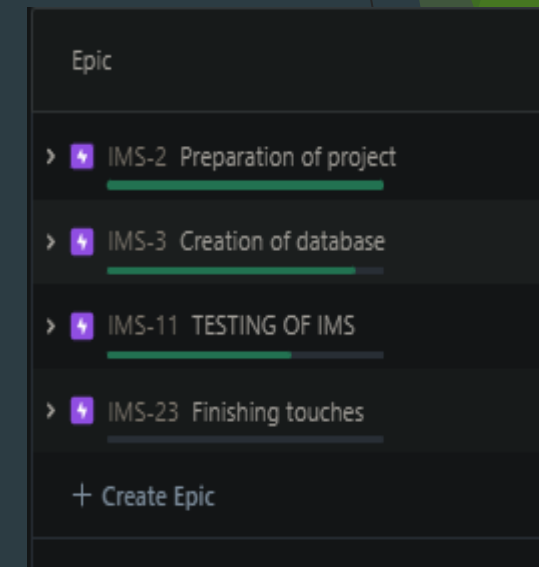 Epic
IMS-2 Preparation of project
IMS-3 Creation of database
IMS-11 TESTING OF IMS
IMS-23 Finishing touches
+ Create Epic